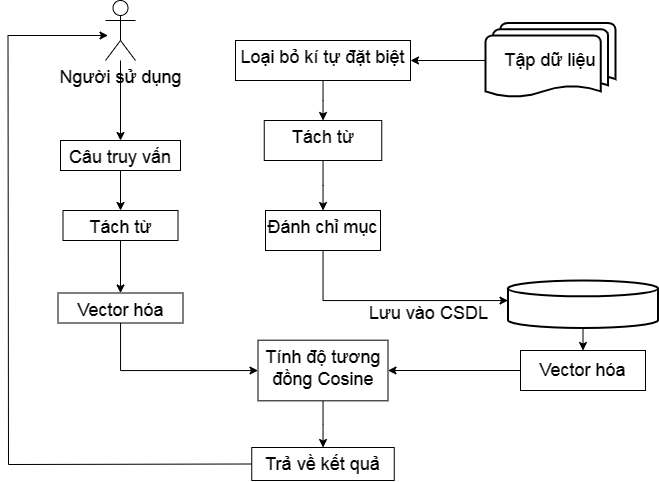 Người sử dụng
Câu truy vấn
Tách từ
Vector hóa
Tập dữ liệu
Loại bỏ kí tự đặt biệt
Tách từ
Đánh chỉ mục
Lưu vào CSDL
Vector hóa
Tính độ tương
đồng Cosine
Trả về kết quả